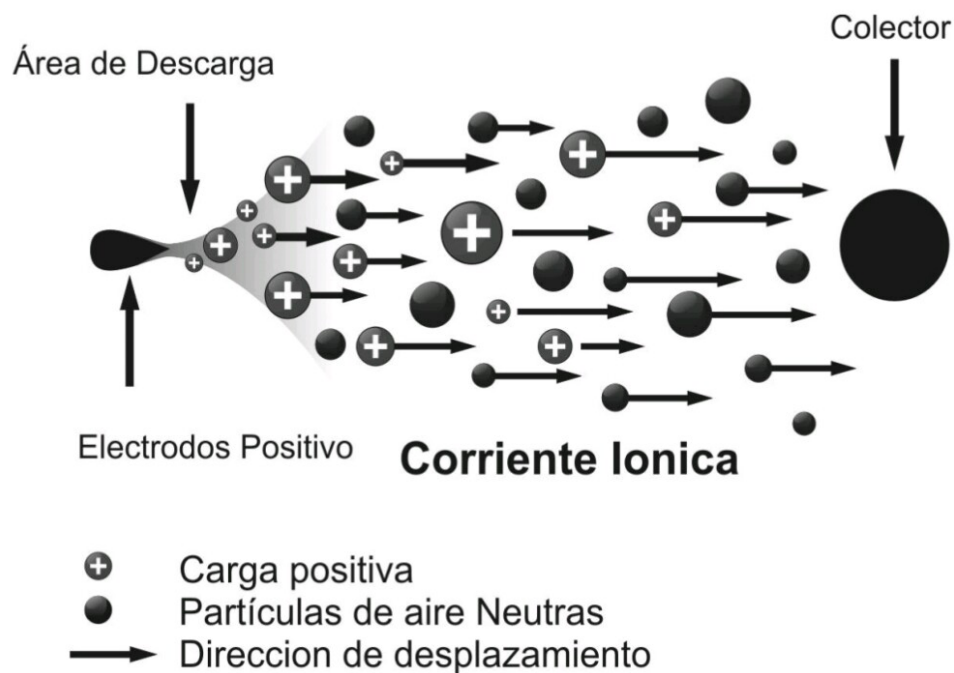 Colector
Área de Descarga
Electrodos Positivo
Corriente Ionica
Carga positiva
Partículas de aire Neutras
Direccion de desplazamiento